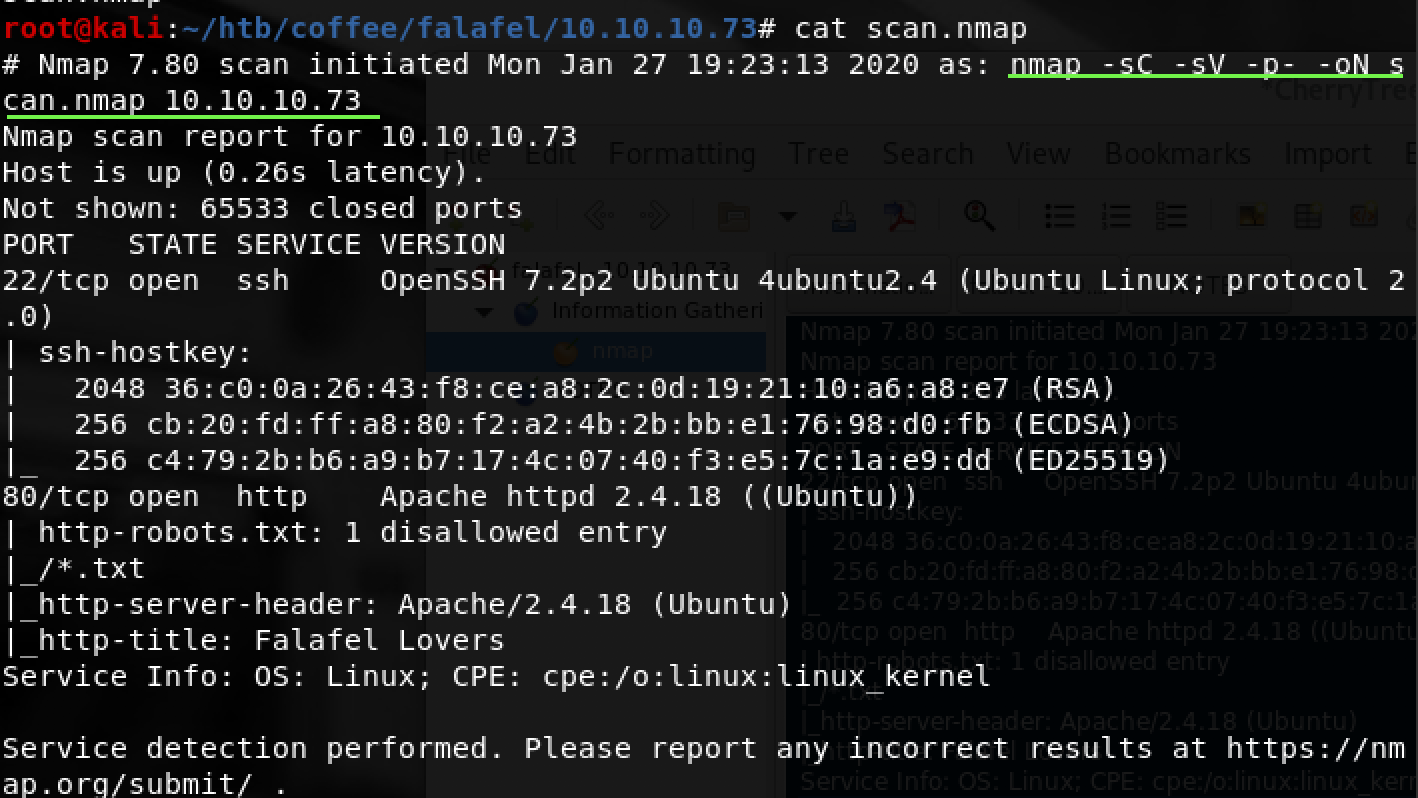 scan.nmap
root@kali:~/htb/coffee/falafel/10.10.10.73# cat scan.nmap
# Nmap 7.80 scan initiated Mon Jan 27 19:23:13 2020 as: nmap -sC -sV -p- -oN s
can.nmap 10.10.10.73
Nmap scan report for 10.10.10.73
Host is up (0.26s latency).
Not shown: 65533 closed ports
PORT   STATE SERVICE VERSION
22/tcp open  ssh     OpenSSH 7.2p2 Ubuntu 4ubuntu2.4 (Ubuntu Linux; protocol 2
.0)
| ssh-hostkey:
|   2048 36:c0:0a:26:43:f8:ce:a8:2c:0d:19:21:10:a6:a8:e7 (RSA)
|   256 cb:20:fd:ff:a8:80:f2:a2:4b:2b:bb:e1:76:98:d0:fb (ECDSA)
|_  256 c4:79:2b:b6:a9:b7:17:4c:07:40:f3:e5:7c:1a:e9:dd (ED25519)
80/tcp open  http    Apache httpd 2.4.18 ((Ubuntu))
| http-robots.txt: 1 disallowed entry
|_/*.txt
|_http-server-header: Apache/2.4.18 (Ubuntu)
|_http-title: Falafel Lovers
Service Info: OS: Linux; CPE: cpe:/o:linux:linux_kernel
Service detection performed. Please report any incorrect results at https://nm
ap.org/submit/ .
*CherryTre
File Edit Formatting Tree Search View Bookmarks Import
falafel - 10.10.10.73
Information Gatheri
nmap
Nmap 7.80 scan initiated Mon Jan 27 19:23:13 202
Nmap scan report for 10.10.10.73
22/tcp open  ssh     OpenSSH 7.2p2 Ubuntu 4ubu
| ssh-hostkey:
|   2048 36:c0:0a:26:43:f8:ce:a8:2c:0d:19:21:10:a
|   256 cb:20:fd:ff:a8:80:f2:a2:4b:2b:bb:e1:76:98:
|_  256 c4:79:2b:b6:a9:b7:17:4c:07:40:f3:e5:7c:1
80/tcp open  http    Apache httpd 2.4.18 ((Ubuntu
| http-robots.txt: 1 disallowed entry
|_/*.txt
|_http-server-header: Apache/2.4.18 (Ubuntu)
Service Info: OS: Linux; CPE: cpe:/o:linux:linux_ker